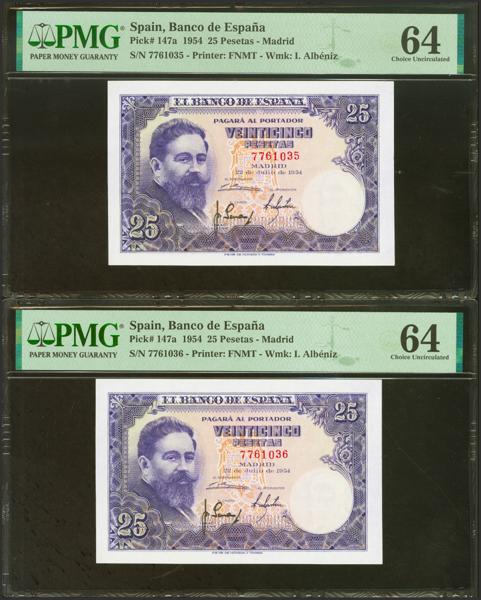 PMG
PAPER MONEY GUARANTY
Spain, Banco de España
Pick# 147a 1954 25 Pesetas - Madrid
S/N 7761035 - Printer: FNMT - Wmk: I. Albéniz
64
Choice Uncirculated
EL BANCO DE ESPAÑA
25
PAGARÁ AL PORTADOR
VEINTICINCO
PESETAS
7761035
MADRID
22 de Julio de 1954
25
PMG
PAPER MONEY GUARANTY
Spain, Banco de España
Pick# 147a 1954 25 Pesetas - Madrid
S/N 7761036 - Printer: FNMT - Wmk: I. Albéniz
64
Choice Uncirculated
EL BANCO DE ESPAÑA
25
PAGARÁ AL PORTADOR
VEINTICINCO
PESETAS
7761036
MADRID
22 de Julio de 1954
25